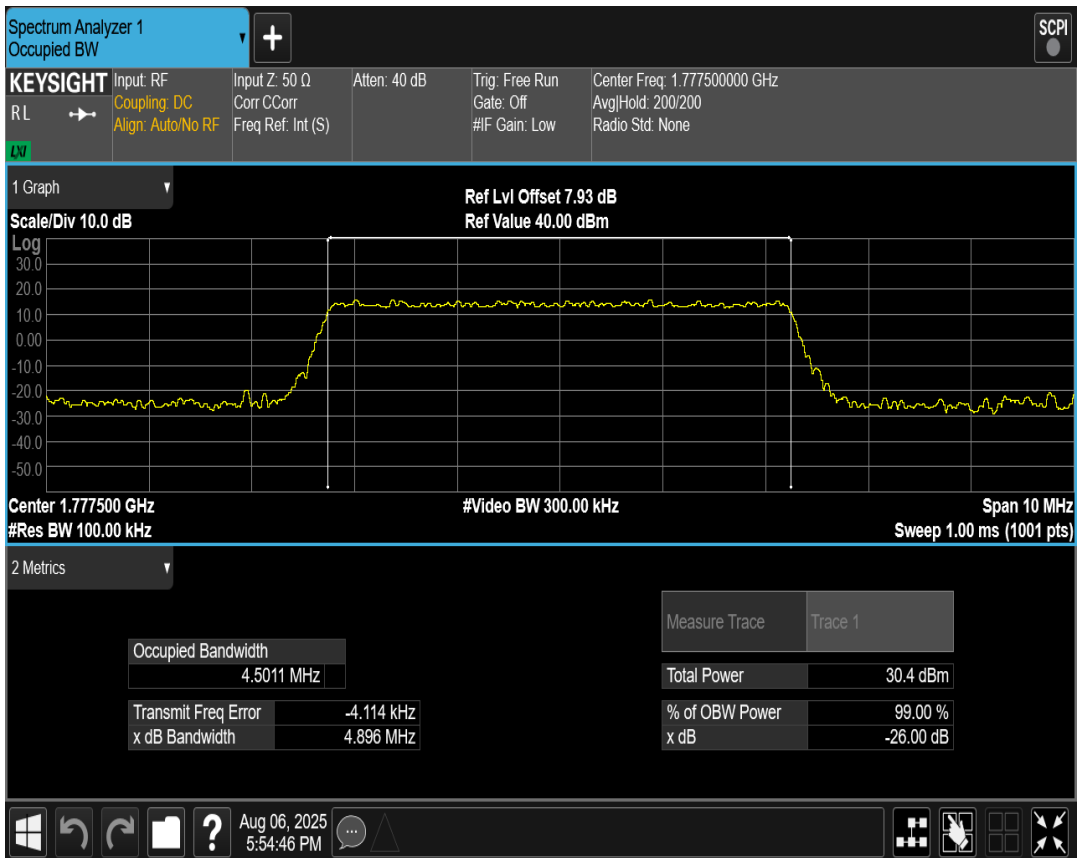 Spectrum Analyzer 1
Occupied BW
+
SCPI
KEYSIGHT
RL
LXI
Input: RF
Coupling: DC
Align: Auto/No RF
Input Z: 50 Ω
Corr CCorr
Freq Ref: Int (S)
Atten: 40 dB
Trig: Free Run
Gate: Off
#IF Gain: Low
Center Freq: 1.777500000 GHz
Avg|Hold: 200/200
Radio Std: None
1 Graph
Scale/Div 10.0 dB
Ref Lvl Offset 7.93 dB
Ref Value 40.00 dBm
Log
30.0
20.0
10.0
0.00
-10.0
-20.0
-30.0
-40.0
-50.0
Center 1.777500 GHz
#Video BW 300.00 kHz
Span 10 MHz
#Res BW 100.00 kHz
Sweep 1.00 ms (1001 pts)
2 Metrics
Measure Trace Trace 1
Occupied Bandwidth
4.5011 MHz
Total Power 30.4 dBm
Transmit Freq Error -4.114 kHz
% of OBW Power 99.00 %
x dB Bandwidth 4.896 MHz
x dB -26.00 dB
?
Aug 06, 2025
5:54:46 PM